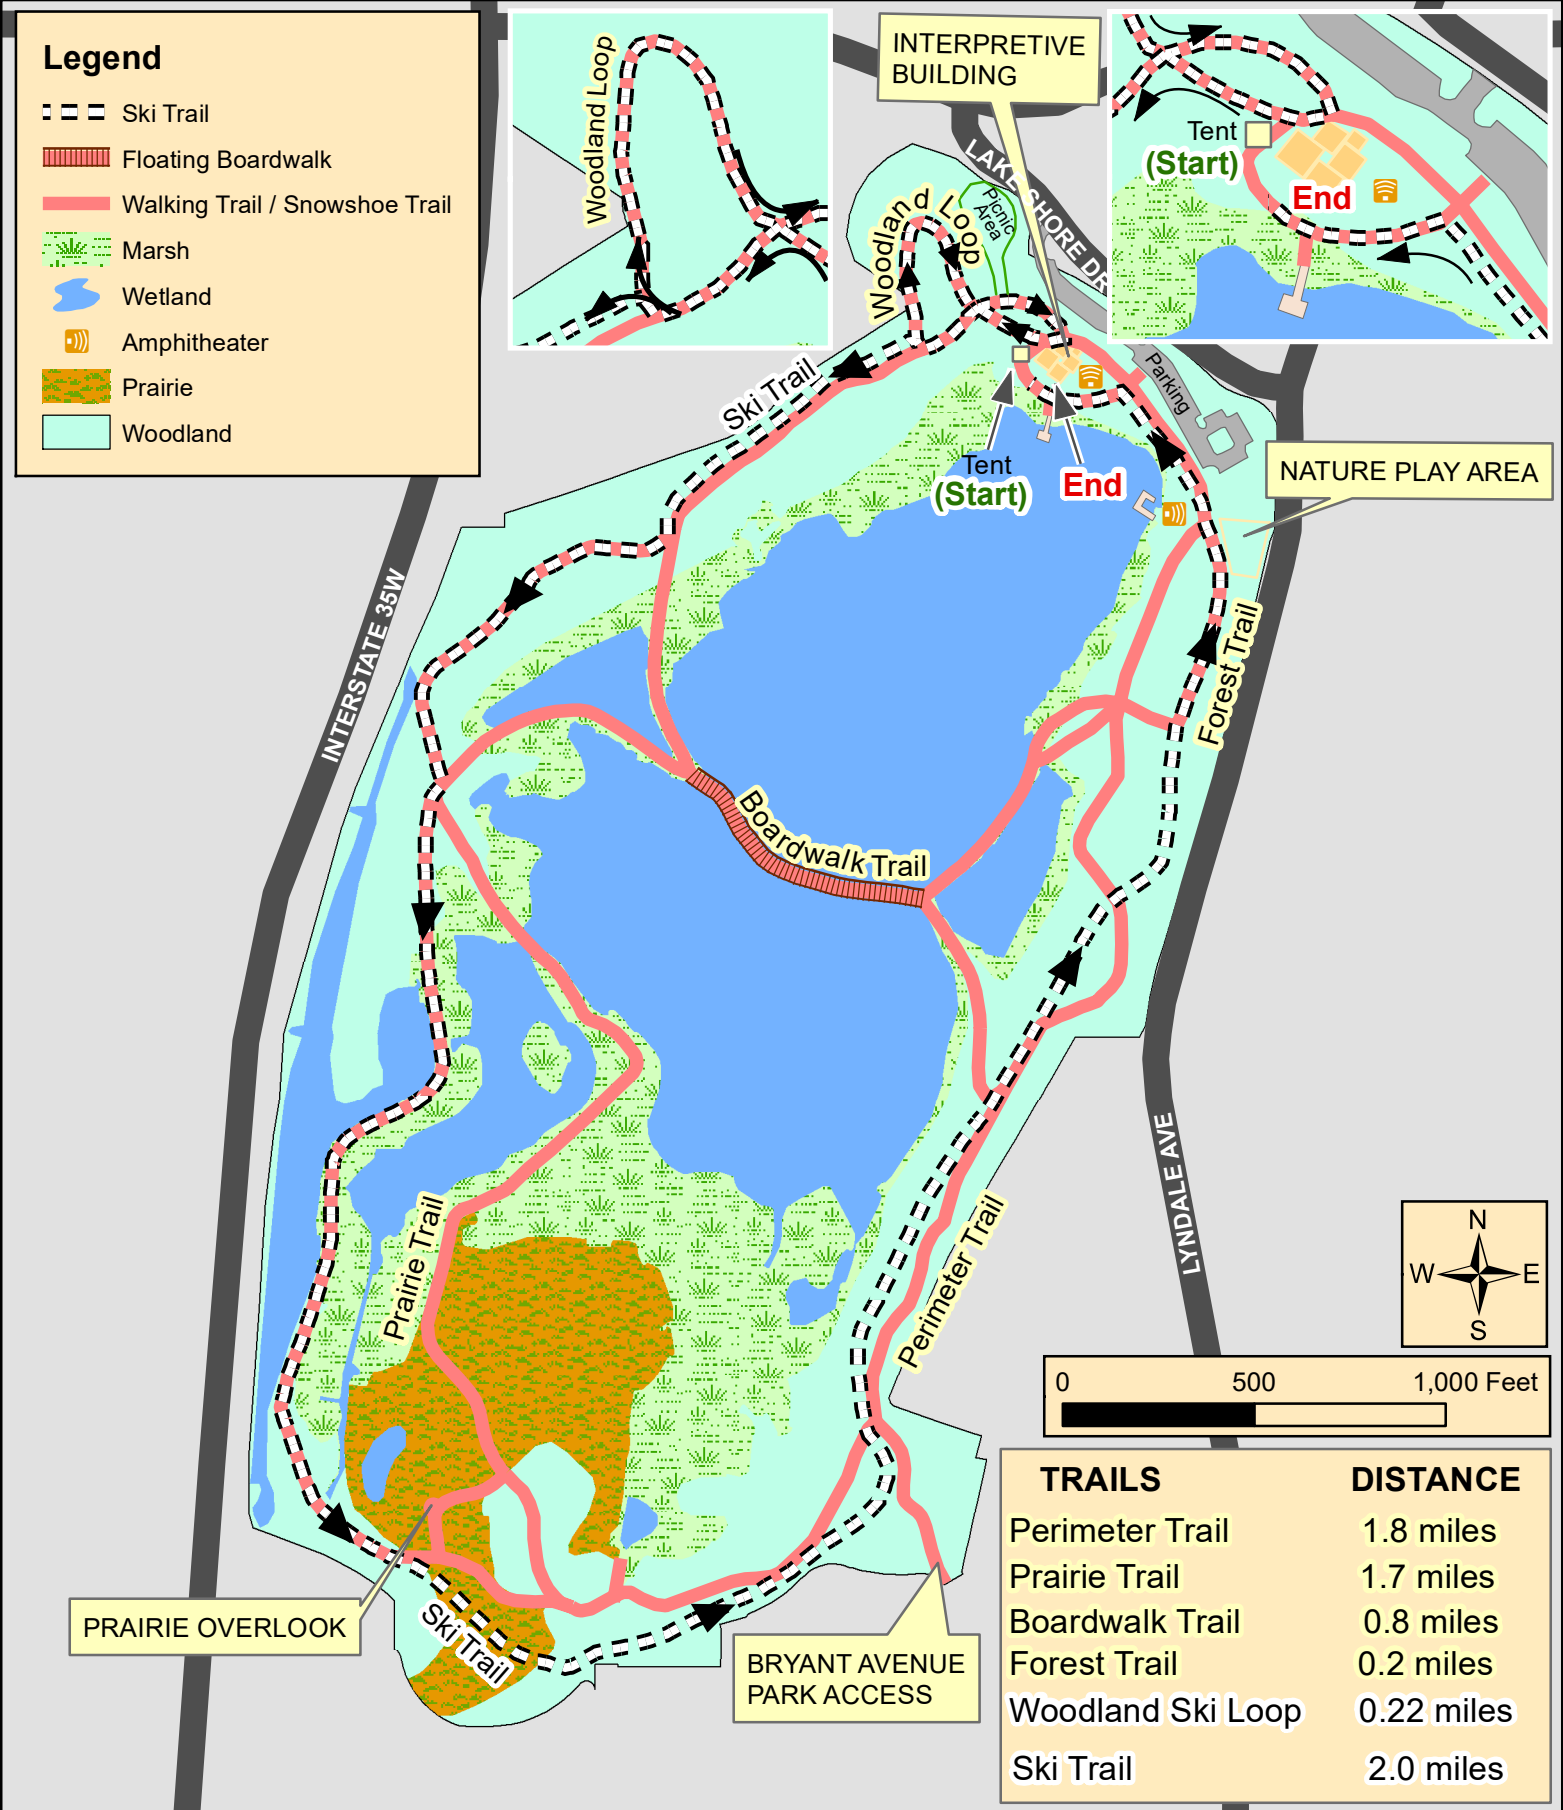 Legend
Ski Trail
Floating Boardwalk
Walking Trail / Snowshoe Trail
Marsh
Wetland
Amphitheater
Prairie
Woodland
Woodland Loop
INTERPRETIVE
BUILDING
Tent
(Start)
End
LAKE SHORE DR
Picnic
Area
Woodland Loop
Parking
Ski Trail
Tent
(Start)
End
NATURE PLAY AREA
INTERSTATE 35W
Forest Trail
Boardwalk Trail
LYNDALE AVE
Prairie Trail
Perimeter Trail
N
W
E
S
0
500
1,000 Feet
PRAIRIE OVERLOOK
Ski Trail
BRYANT AVENUE
PARK ACCESS
TRAILS DISTANCE
Perimeter Trail 1.8 miles
Prairie Trail 1.7 miles
Boardwalk Trail 0.8 miles
Forest Trail 0.2 miles
Woodland Ski Loop 0.22 miles
Ski Trail 2.0 miles